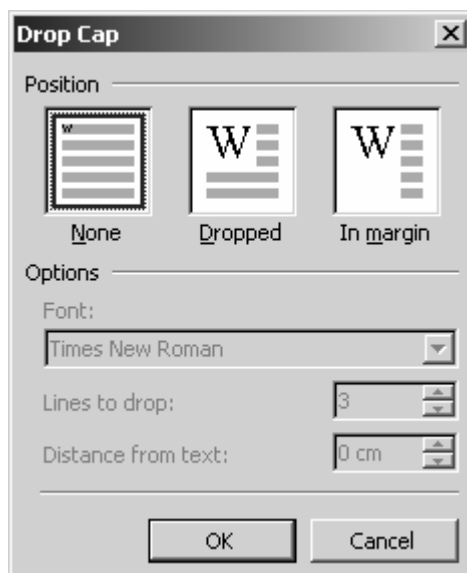 Drop Cap
Position
W
W
W
None
Dropped
In margin
Options
Font:
Times New Roman
Lines to drop:
3
Distance from text:
0 cm
OK
Cancel